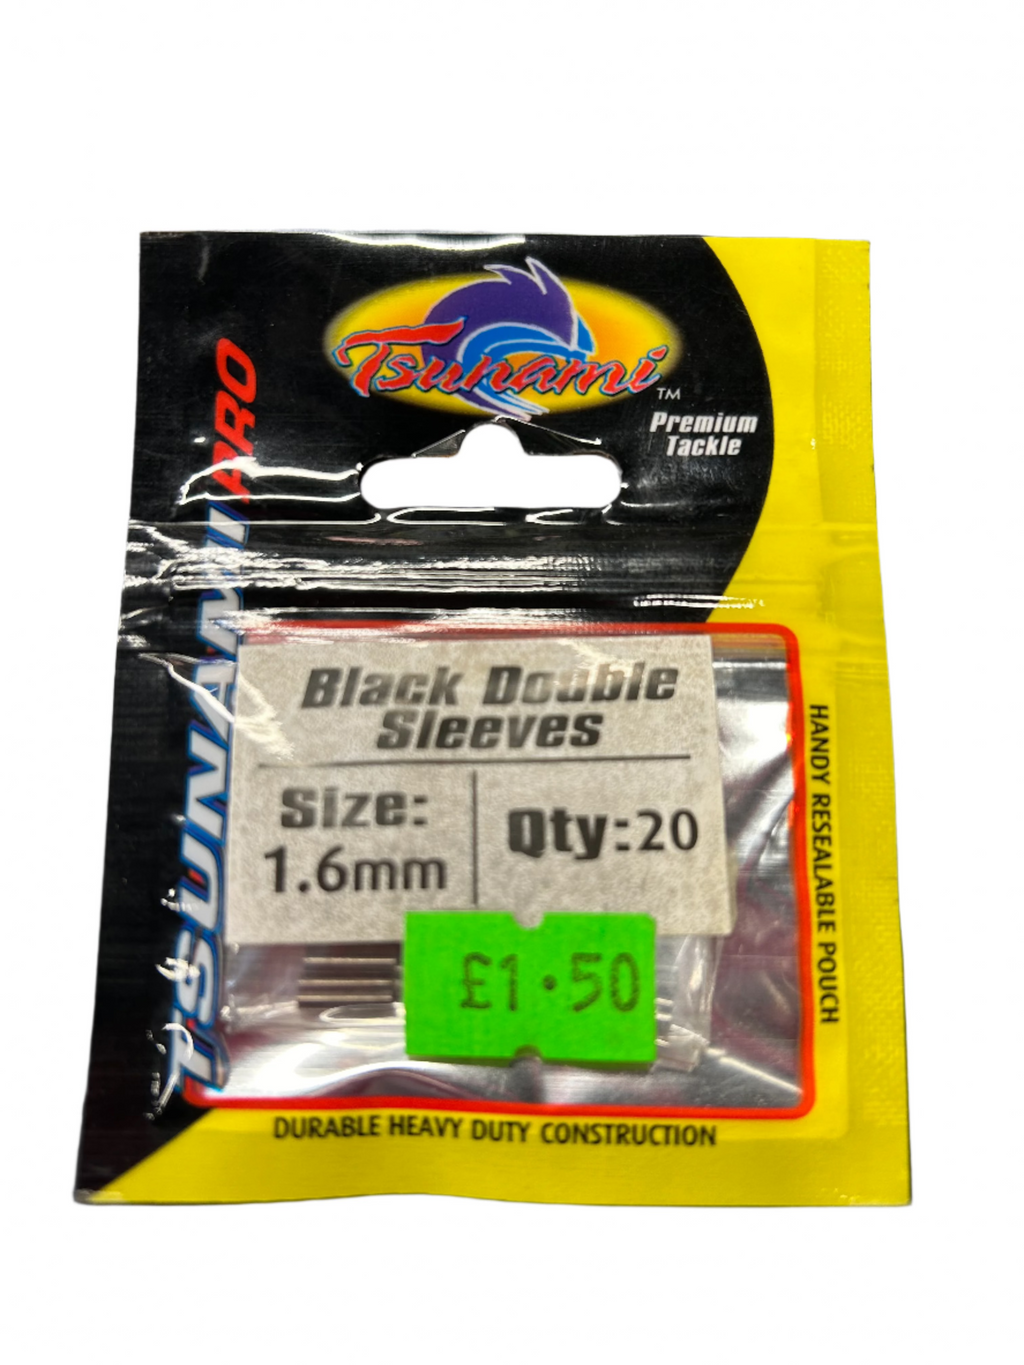 Tsunami
TM
Premium
Tackle
TSUNAMI PRO
Black Double
Sleeves
Size:
1.6mm
Qty:20
£1.50
HANDY RESEALABLE POUCH
DURABLE HEAVY DUTY CONSTRUCTION